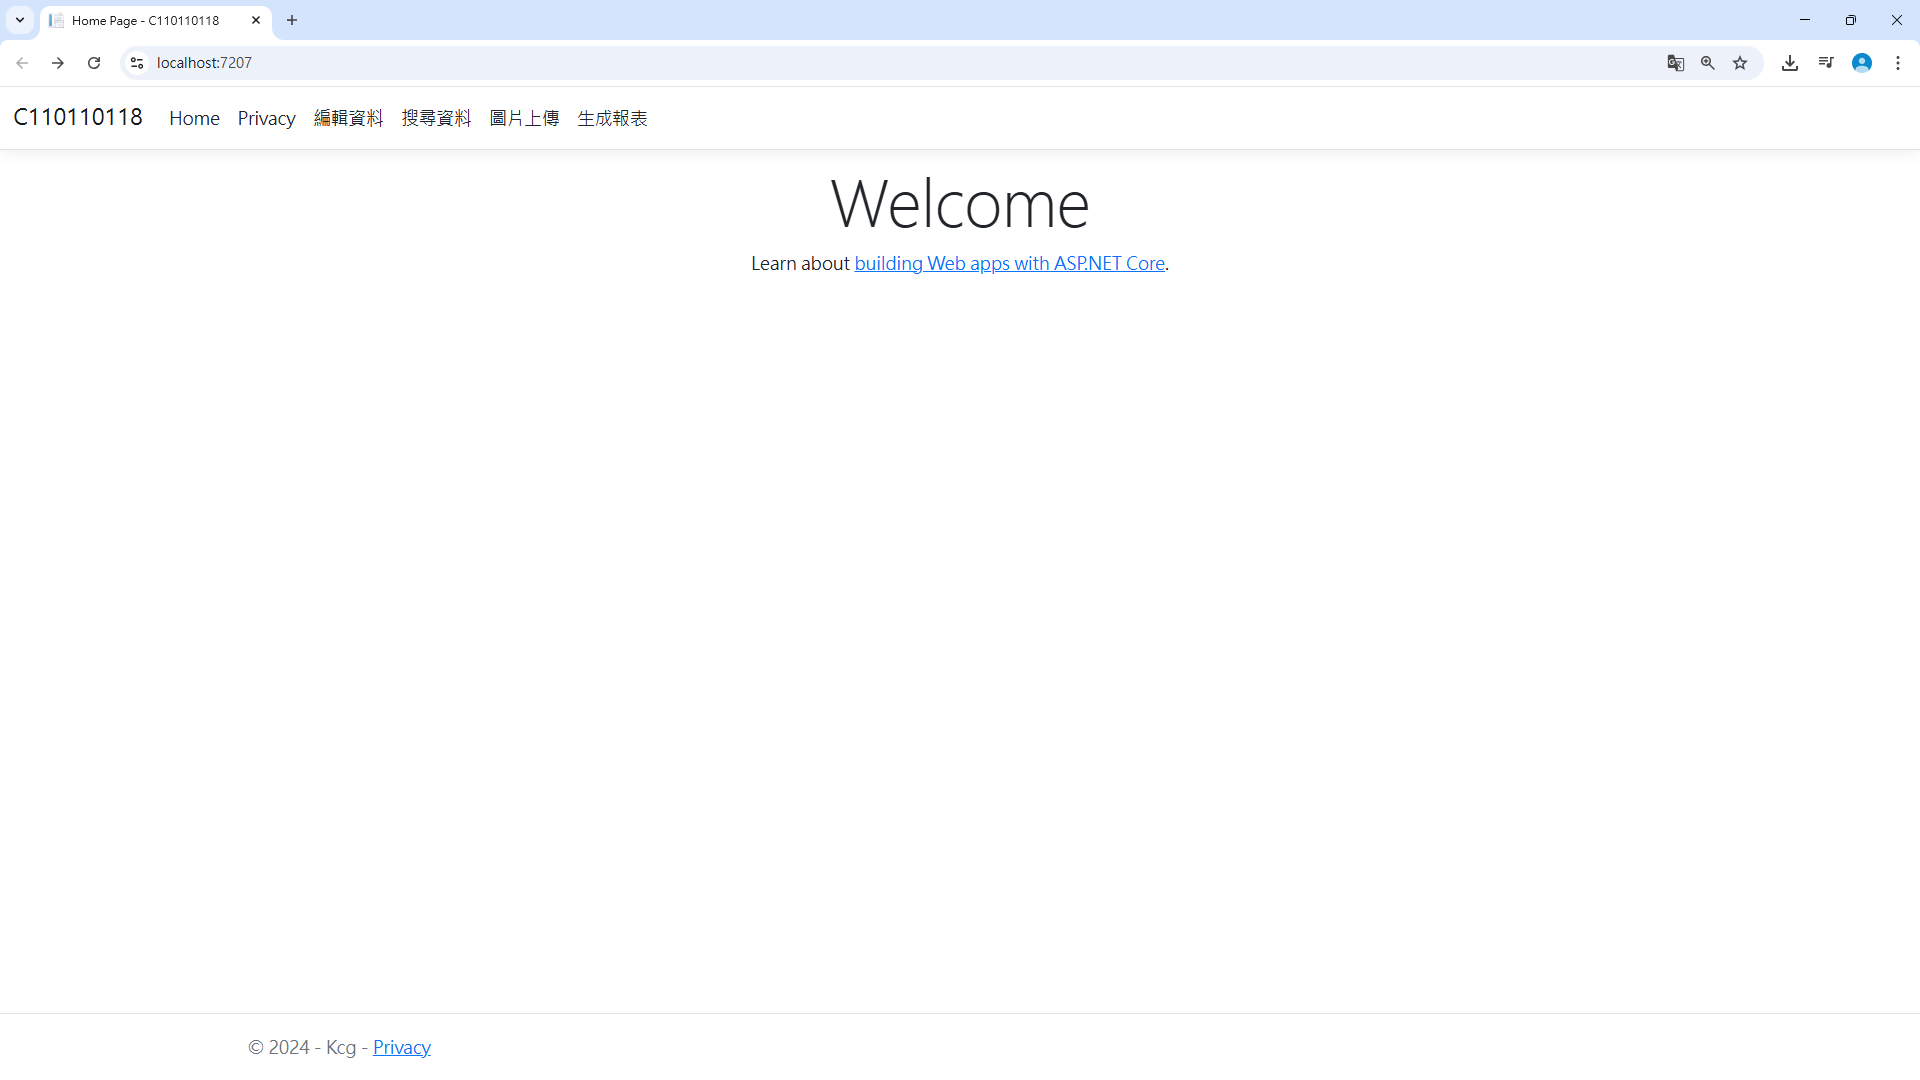 Home Page - C110110118
localhost:7207
C110110118 Home Privacy 編輯資料 搜尋資料 圖片上傳 生成報表
Welcome
Learn about building Web apps with ASP.NET Core.
© 2024 - Kcg - Privacy